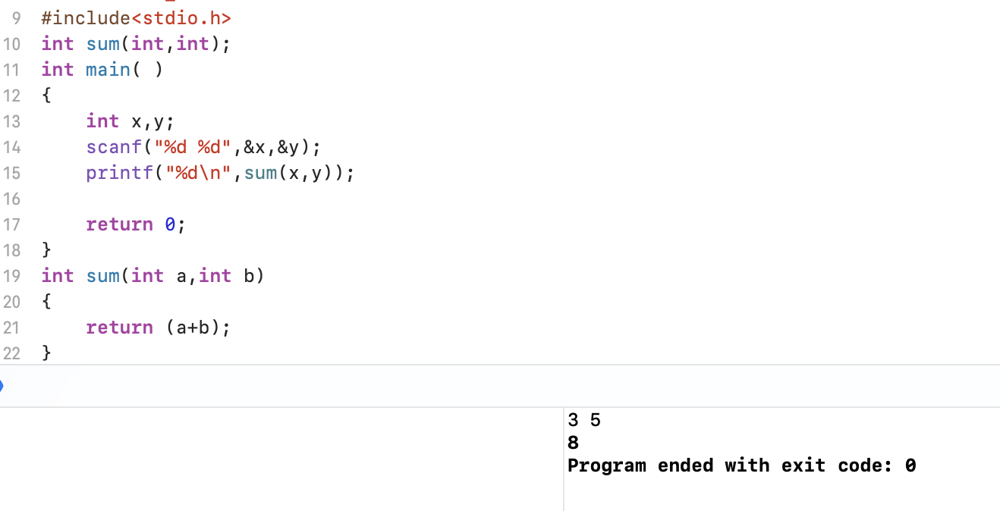 9 #include<stdio.h>
10 int sum(int,int);
11 int main( )
12 {
13 int x,y;
14 scanf("%d %d",&x,&y);
15 printf("%d\n",sum(x,y));
16
17 return 0;
18 }
19 int sum(int a,int b)
20 {
21 return (a+b);
22 }
3 5
8
Program ended with exit code: 0